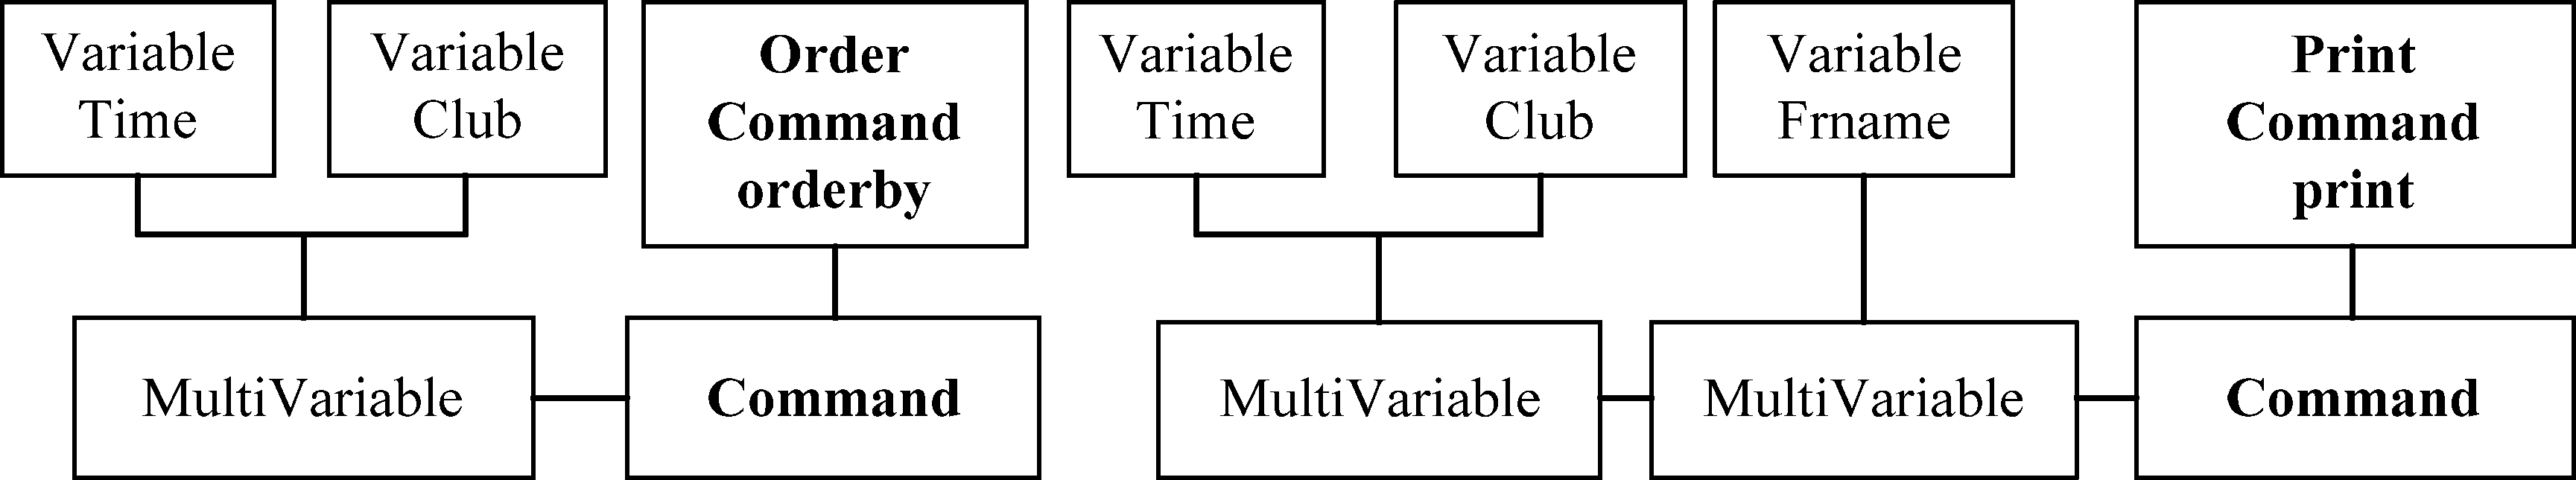 Variable
Time
Variable
Club
Order
Command
orderby
Variable
Time
Variable
Club
Variable
Frname
Print
Command
print
MultiVariable
Command
MultiVariable
MultiVariable
Command